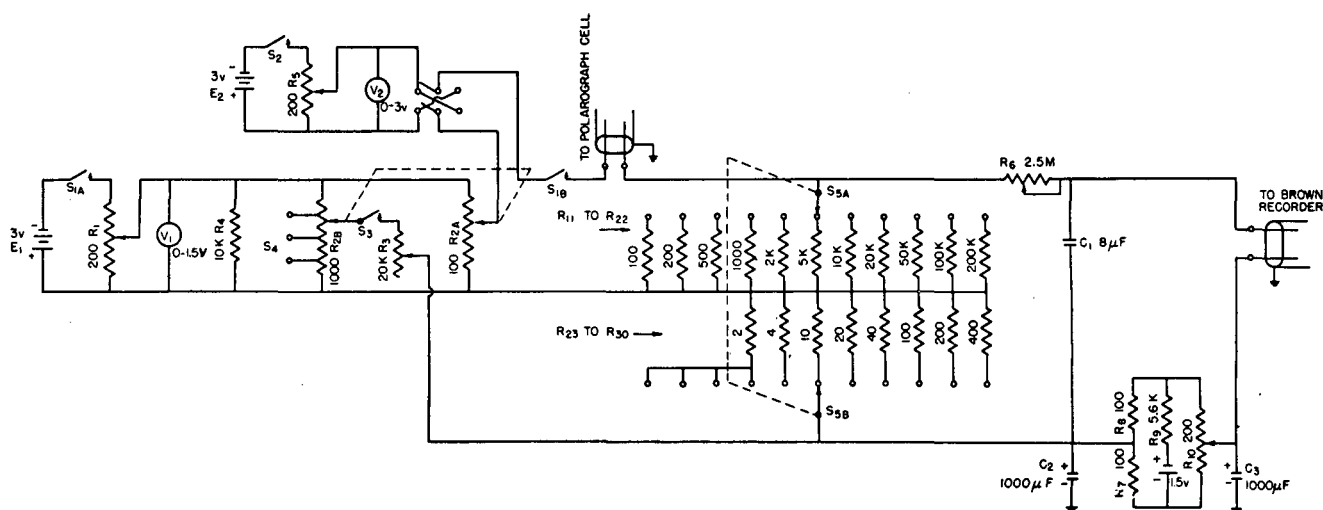 TO POLAROGRAPH CELL
S2
3v -
E2 +
200 R5
V2
0-3v
S1A
3v -
E1 +
200 R1
V1
0-1.5V
10K R4
S4
1000 R2B
S3
20K R3
100 R2A
S1B
R11 TO R22
S5A
R6 2.5M
TO BROWN
RECORDER
100
200
500
1000
2K
5K
10K
20K
50K
100K
200K
C1 8μF
R23 TO R30
2
4
10
20
40
100
200
400
S5B
R8 100
R7 100
R9 5.6K
+
-
1.5v
R10 200
C2 +
-
1000μF
+ C3
-
1000μF